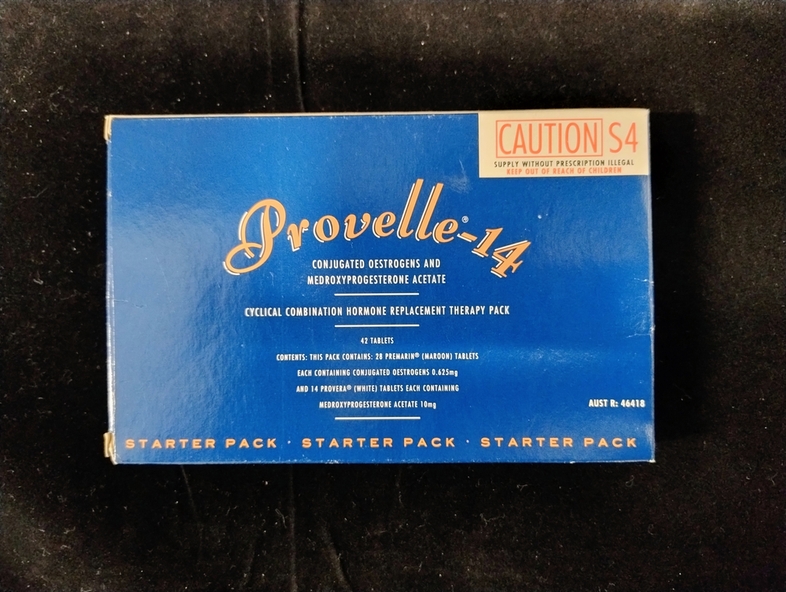 CAUTION S4
SUPPLY WITHOUT PRESCRIPTION ILLEGAL
KEEP OUT OF REACH OF CHILDREN
Provelle®-14
CONJUGATED OESTROGENS AND
MEDROXYPROGESTERONE ACETATE
CYCLICAL COMBINATION HORMONE REPLACEMENT THERAPY PACK
42 TABLETS
CONTENTS: THIS PACK CONTAINS: 28 PREMARIN® (MAROON) TABLETS
EACH CONTAINING CONJUGATED OESTROGENS 0.625mg
AND 14 PROVERA® (WHITE) TABLETS EACH CONTAINING
MEDROXYPROGESTERONE ACETATE 10mg
AUST R: 46418
STARTER PACK · STARTER PACK · STARTER PACK